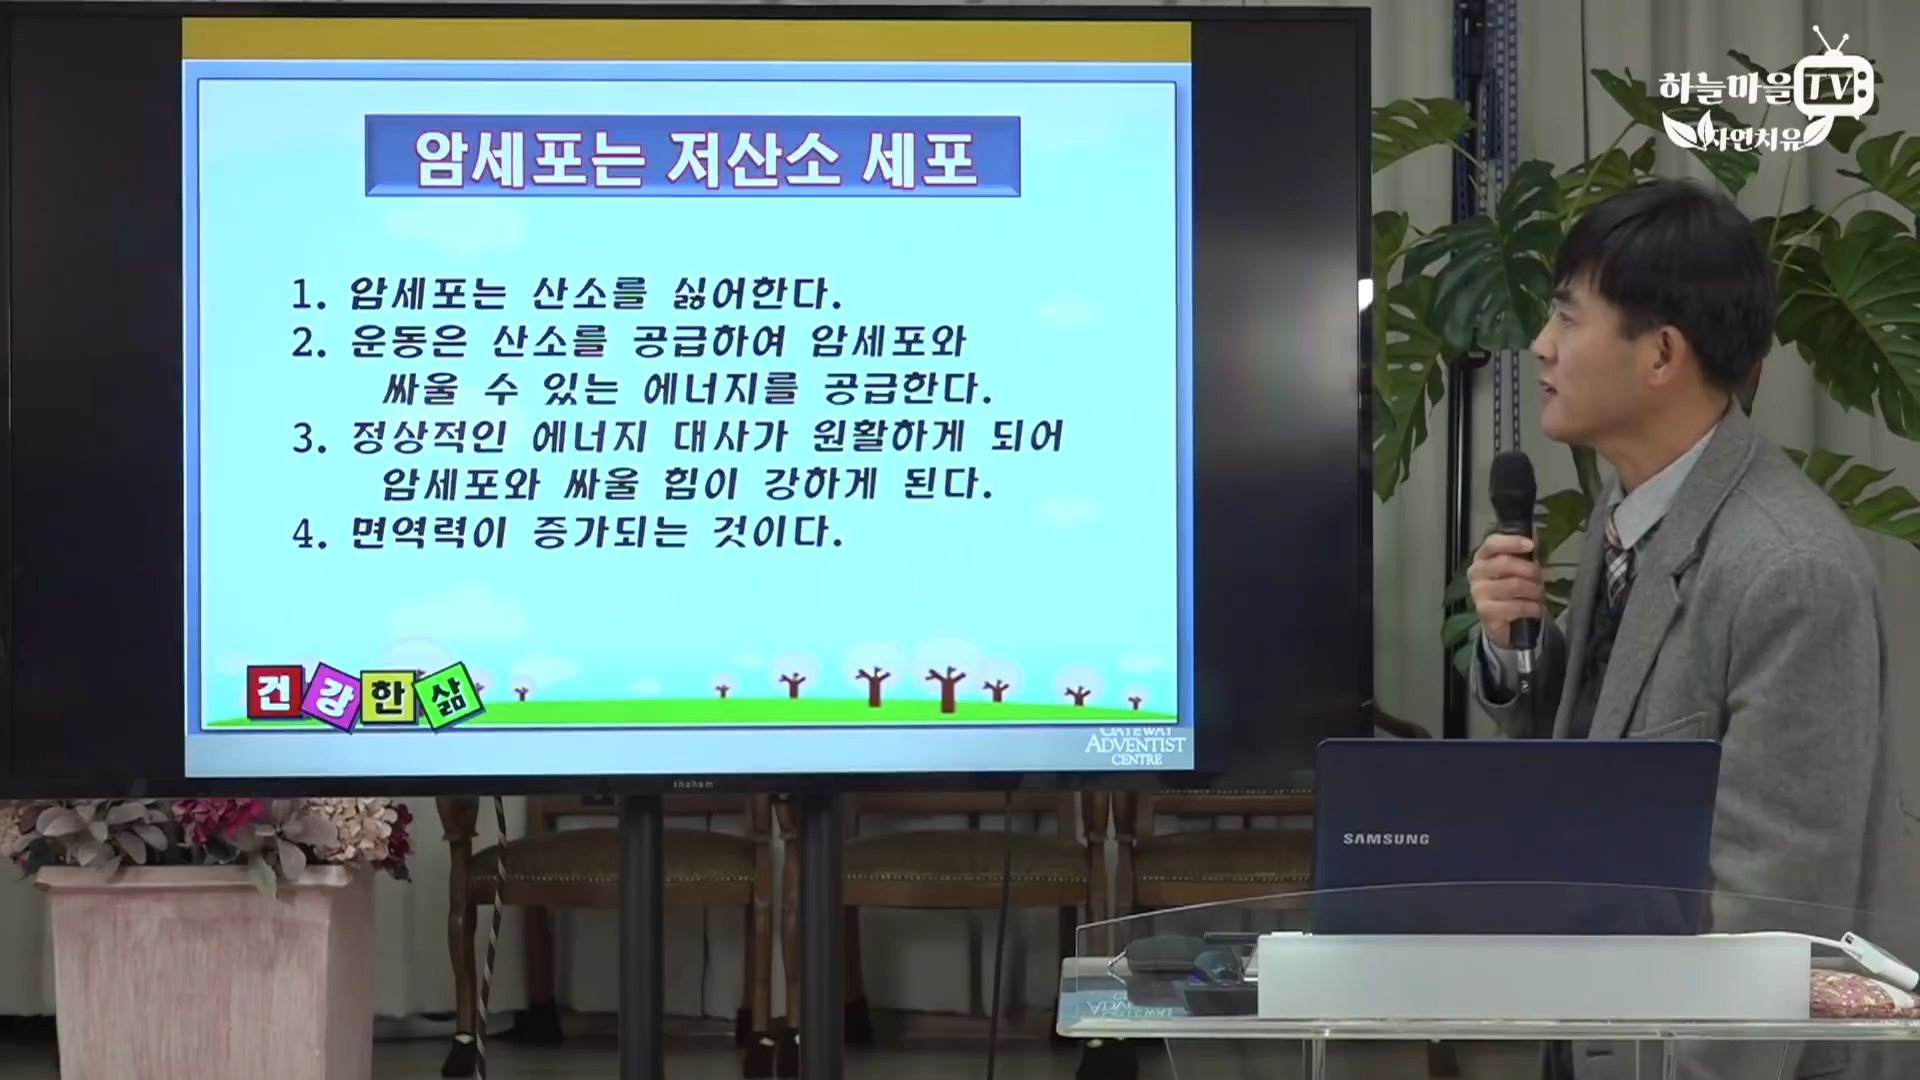 하늘마을 TV
자연치유
암세포는 저산소 세포
1. 암세포는 산소를 싫어한다.
2. 운동은 산소를 공급하여 암세포와
싸울 수 있는 에너지를 공급한다.
3. 정상적인 에너지 대사가 원활하게 되어
암세포와 싸울 힘이 강하게 된다.
4. 면역력이 증가되는 것이다.
건강한삶
GATEWAY
ADVENTIST
CENTRE
theham
SAMSUNG